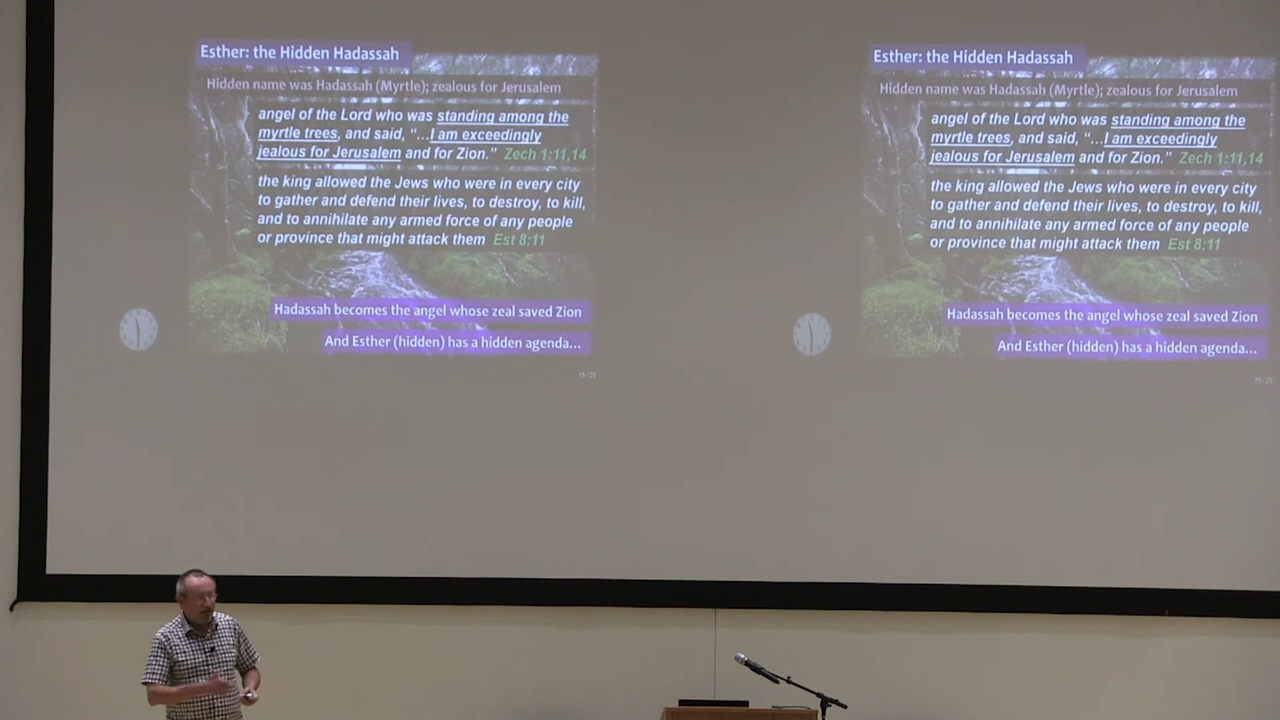 Esther: the Hidden Hadassah
Hidden name was Hadassah (Myrtle); zealous for Jerusalem
angel of the Lord who was standing among the
myrtle trees, and said, “...I am exceedingly
jealous for Jerusalem and for Zion.” Zech 1:11,14
the king allowed the Jews who were in every city
to gather and defend their lives, to destroy, to kill,
and to annihilate any armed force of any people
or province that might attack them Est 8:11
Hadassah becomes the angel whose zeal saved Zion
And Esther (hidden) has a hidden agenda...
15 / 20
Esther: the Hidden Hadassah
Hidden name was Hadassah (Myrtle); zealous for Jerusalem
angel of the Lord who was standing among the
myrtle trees, and said, “...I am exceedingly
jealous for Jerusalem and for Zion.” Zech 1:11,14
the king allowed the Jews who were in every city
to gather and defend their lives, to destroy, to kill,
and to annihilate any armed force of any people
or province that might attack them Est 8:11
Hadassah becomes the angel whose zeal saved Zion
And Esther (hidden) has a hidden agenda...
15 / 20